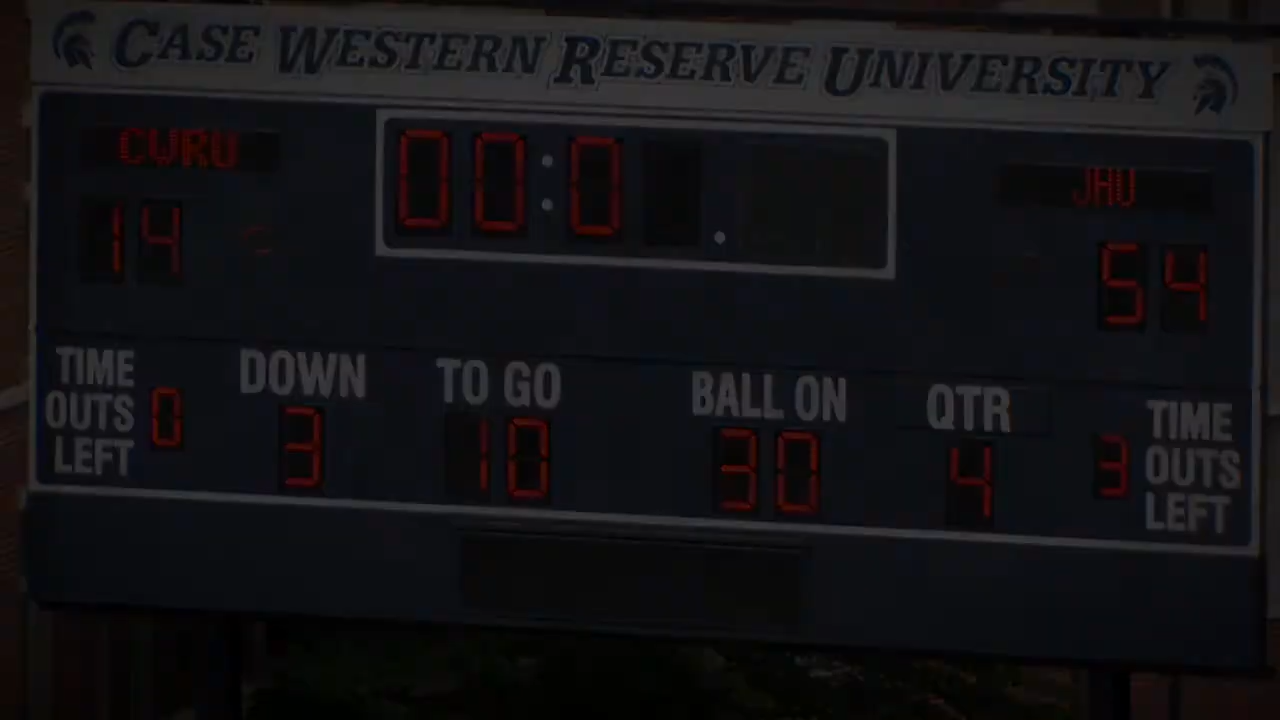 CASE WESTERN RESERVE UNIVERSITY
CWRU 00:0 . JHU
14 54
TIME OUTS LEFT 0
DOWN 3
TO GO 10
BALL ON 30
QTR 4
3 TIME OUTS LEFT